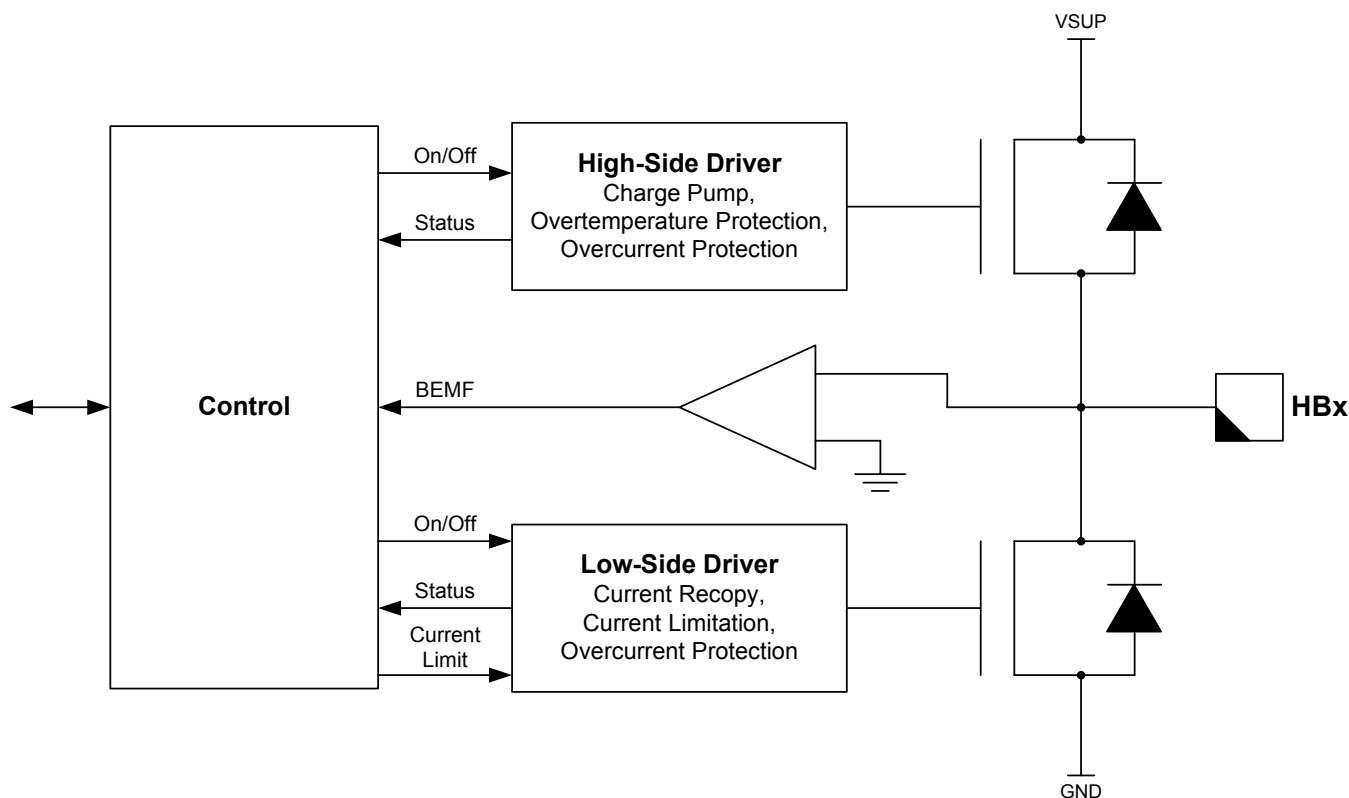 VSUP
On/Off
High-Side Driver
Charge Pump,
Overtemperature Protection,
Overcurrent Protection
Status
Control
BEMF
HBx
On/Off
Low-Side Driver
Current Recopy,
Current Limitation,
Overcurrent Protection
Status
Current
Limit
GND